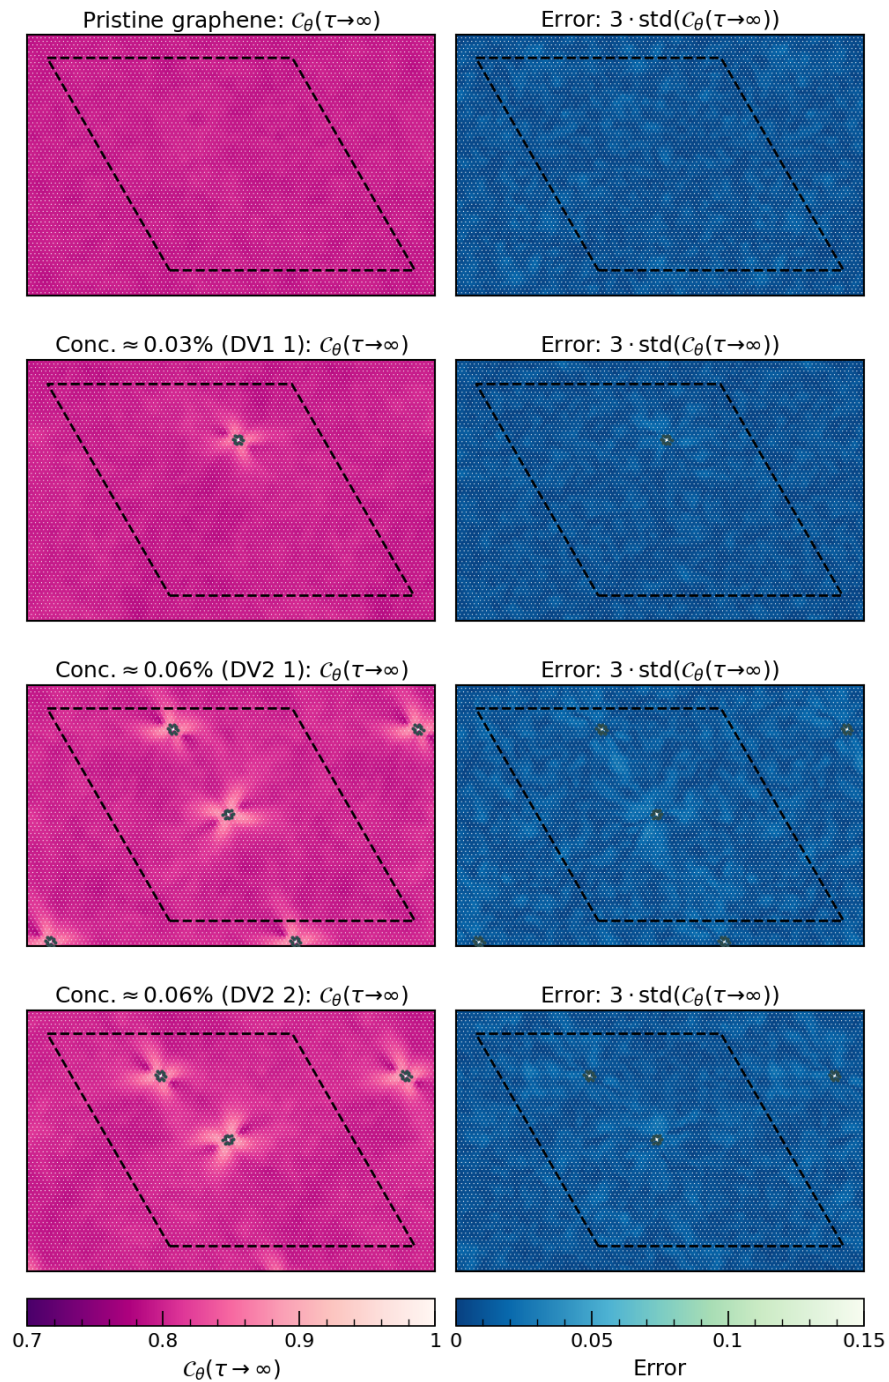 Pristine graphene: 𝒞θ(τ→∞)
Error: 3 · std(𝒞θ(τ→∞))
Conc. ≈ 0.03% (DV1 1): 𝒞θ(τ→∞)
Error: 3 · std(𝒞θ(τ→∞))
Conc. ≈ 0.06% (DV2 1): 𝒞θ(τ→∞)
Error: 3 · std(𝒞θ(τ→∞))
Conc. ≈ 0.06% (DV2 2): 𝒞θ(τ→∞)
Error: 3 · std(𝒞θ(τ→∞))
0.7 0.8 0.9 1
0 0.05 0.1 0.15
𝒞θ(τ → ∞)
Error